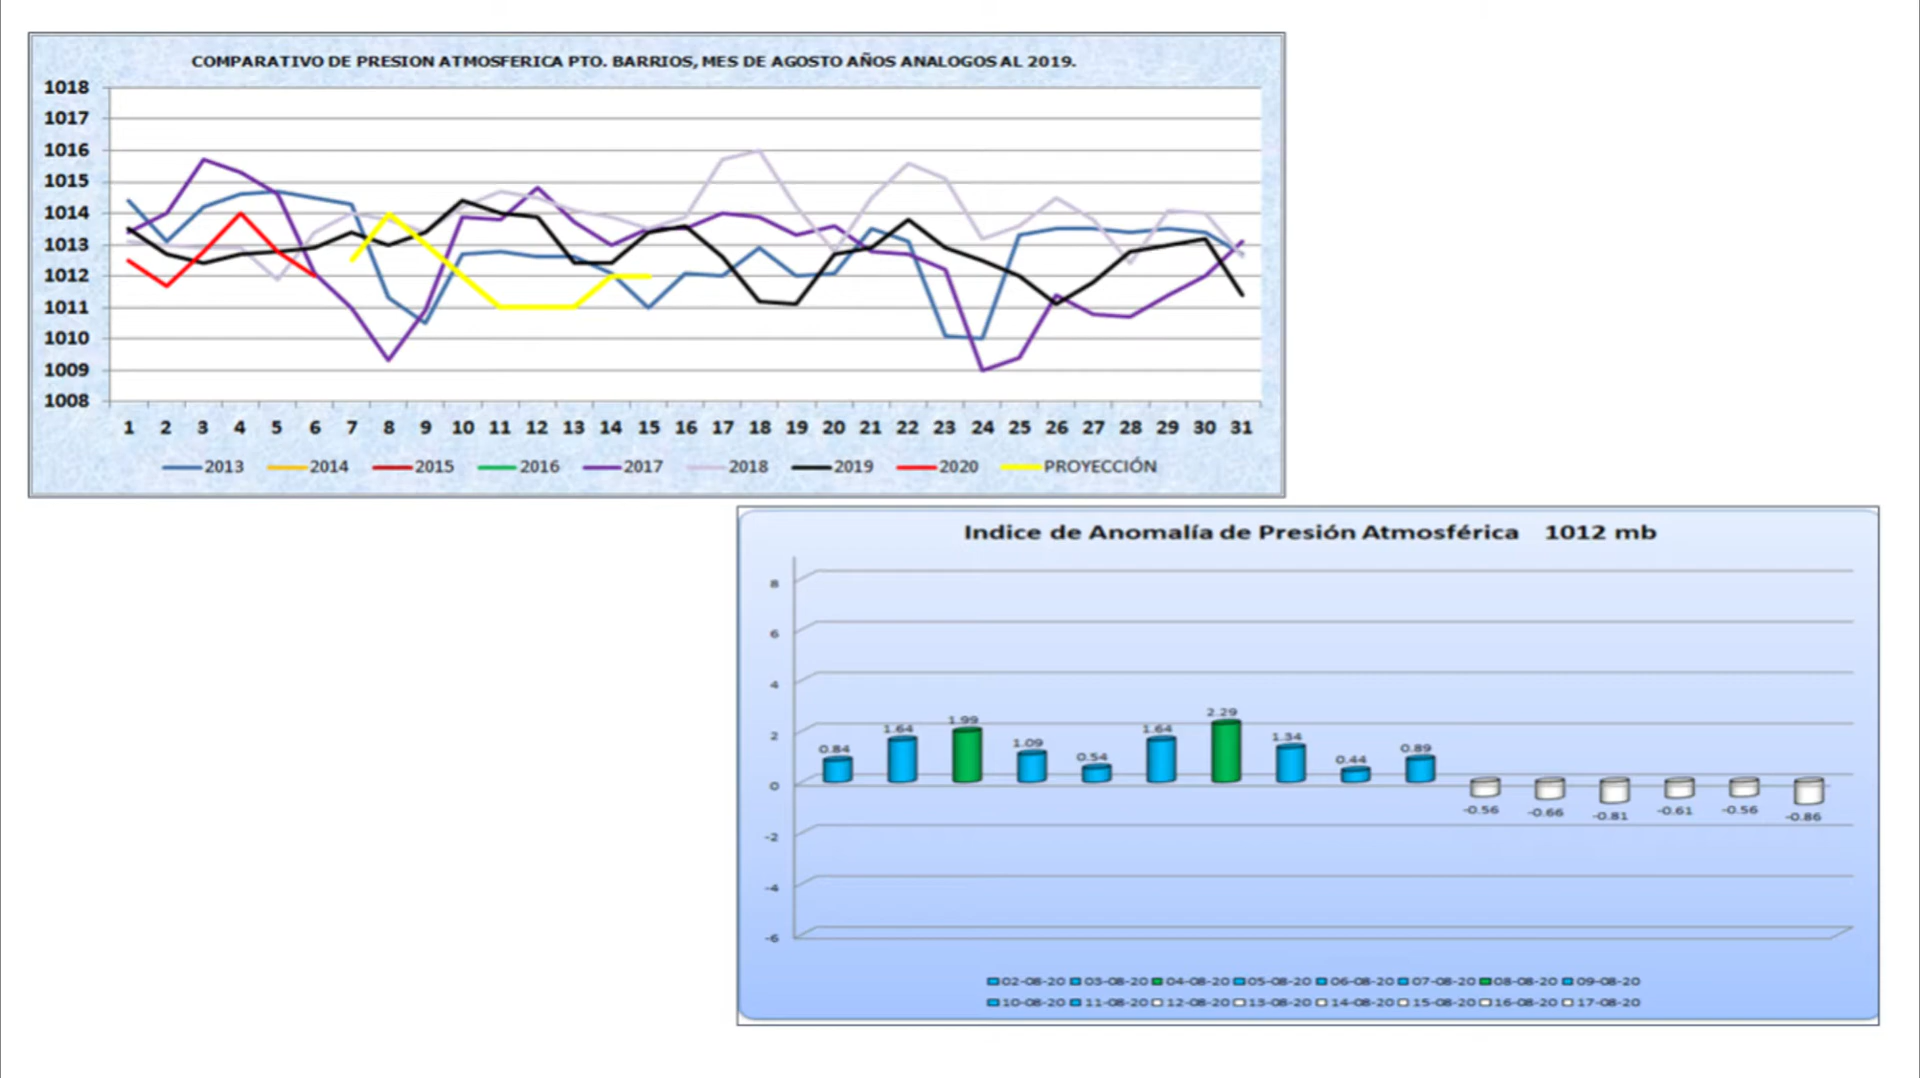 COMPARATIVO DE PRESION ATMOSFERICA PTO. BARRIOS, MES DE AGOSTO AÑOS ANALOGOS AL 2019.
1018
1017
1016
1015
1014
1013
1012
1011
1010
1009
1008
1 2 3 4 5 6 7 8 9 10 11 12 13 14 15 16 17 18 19 20 21 22 23 24 25 26 27 28 29 30 31
2013 2014 2015 2016 2017 2018 2019 2020 PROYECCIÓN
Indice de Anomalía de Presión Atmosférica 1012 mb
8
6
4
2
0
-2
-4
-6
0.84 1.64 1.99 1.09 0.54 1.64 2.29 1.34 0.44 0.89 -0.56 -0.66 -0.81 -0.61 -0.56 -0.86
02-08-20 03-08-20 04-08-20 05-08-20 06-08-20 07-08-20 08-08-20 09-08-20
10-08-20 11-08-20 12-08-20 13-08-20 14-08-20 15-08-20 16-08-20 17-08-20